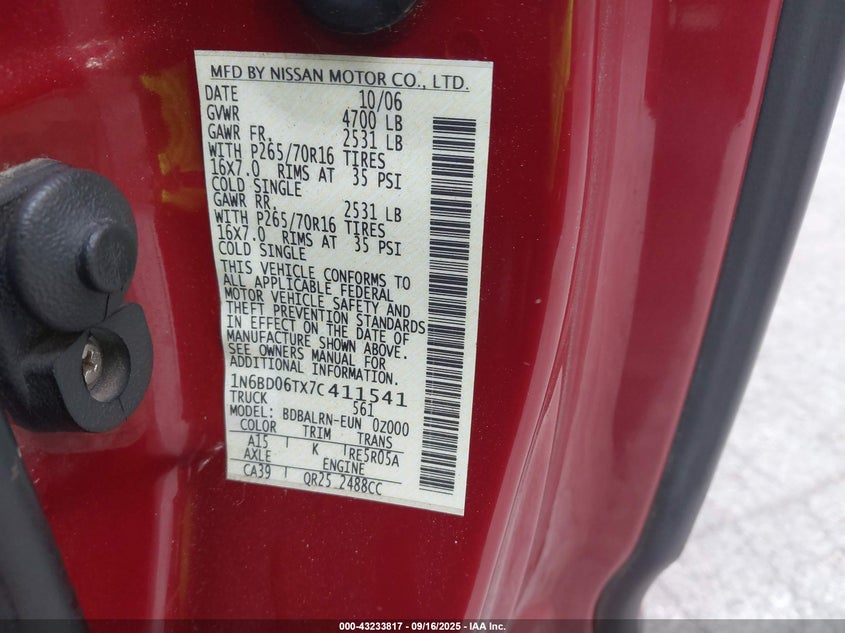 MFD BY NISSAN MOTOR CO., LTD.
DATE 10/06
GVWR 4700 LB
GAWR FR. 2531 LB
WITH P265/70R16 TIRES
16X7.0 RIMS AT 35 PSI
COLD SINGLE
GAWR RR. 2531 LB
WITH P265/70R16 TIRES
16X7.0 RIMS AT 35 PSI
COLD SINGLE
THIS VEHICLE CONFORMS TO
ALL APPLICABLE FEDERAL
MOTOR VEHICLE SAFETY AND
THEFT PREVENTION STANDARDS
IN EFFECT ON THE DATE OF
MANUFACTURE SHOWN ABOVE.
SEE OWNERS MANUAL FOR
ADDITIONAL INFORMATION.
1N6BD06TX7C411541
TRUCK 561
MODEL: BDBALRN-EUN 0Z000
COLOR TRIM TRANS
A15 K RE5R05A
AXLE ENGINE
CA39 QR25 2488CC
000-43233817 - 09/16/2025 - IAA Inc.